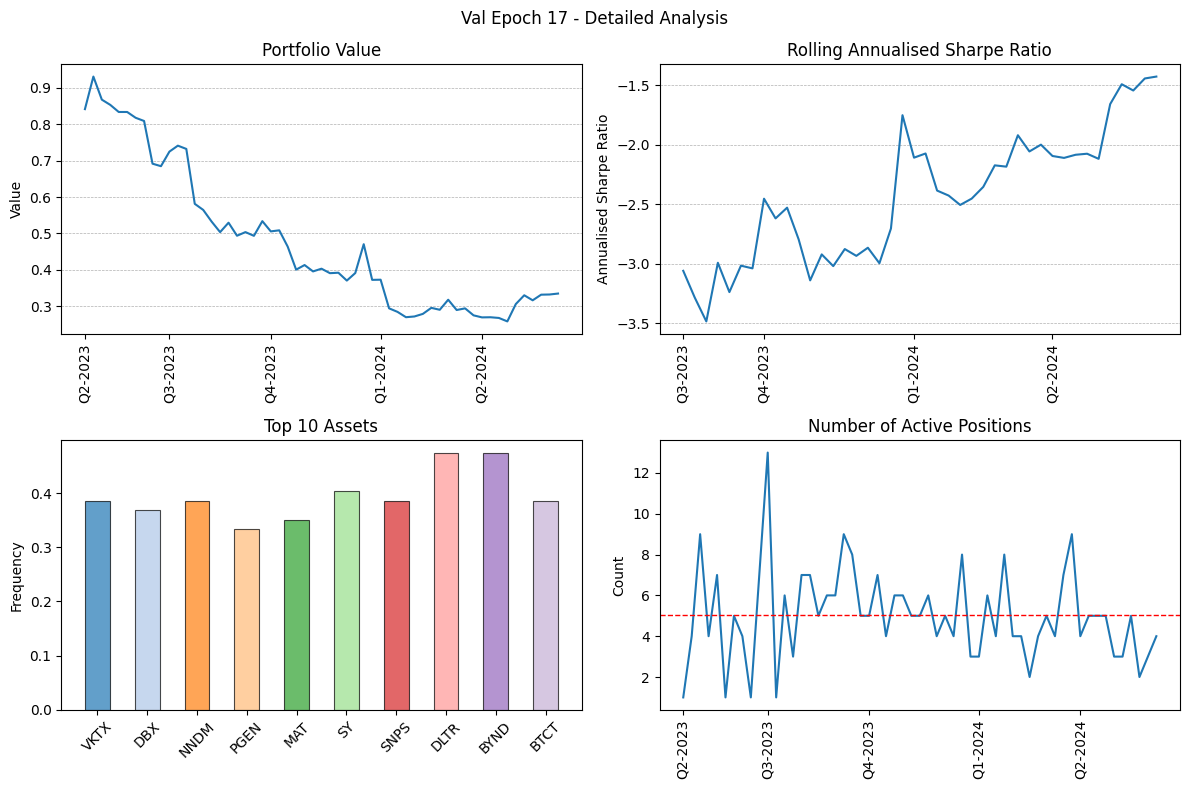 Val Epoch 17 - Detailed Analysis
Portfolio Value
Value
0.9
0.8
0.7
0.6
0.5
0.4
0.3
Q2-2023
Q3-2023
Q4-2023
Q1-2024
Q2-2024
Rolling Annualised Sharpe Ratio
Annualised Sharpe Ratio
−1.5
−2.0
−2.5
−3.0
−3.5
Q3-2023
Q4-2023
Q1-2024
Q2-2024
Top 10 Assets
Frequency
0.4
0.3
0.2
0.1
0.0
VKTX
DBX
NNDM
PGEN
MAT
SY
SNPS
DLTR
BYND
BTCT
Number of Active Positions
Count
12
10
8
6
4
2
Q2-2023
Q3-2023
Q4-2023
Q1-2024
Q2-2024